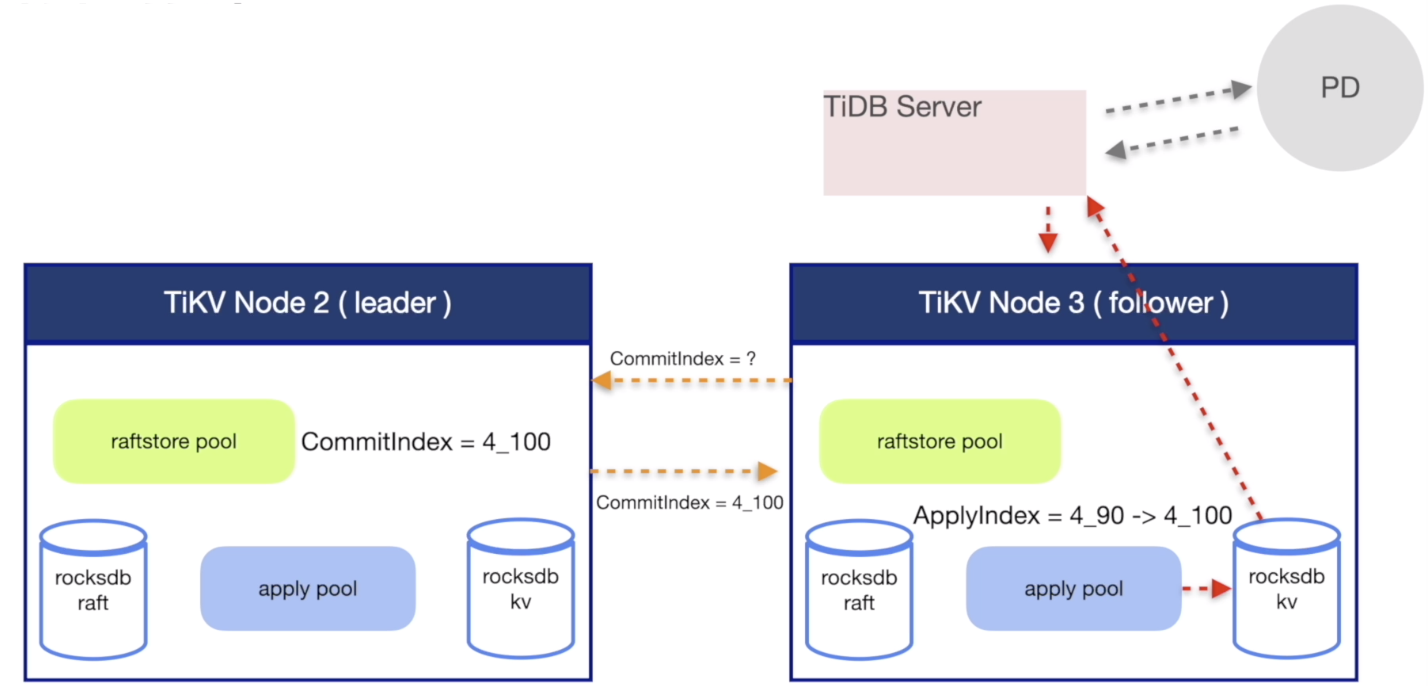 PD
TiDB Server
TiKV Node 2 ( leader )
TiKV Node 3 ( follower )
CommitIndex = ?
raftstore pool
CommitIndex = 4_100
raftstore pool
CommitIndex = 4_100
ApplyIndex = 4_90 -> 4_100
rocksdb
raft
apply pool
rocksdb
kv
rocksdb
raft
apply pool
rocksdb
kv